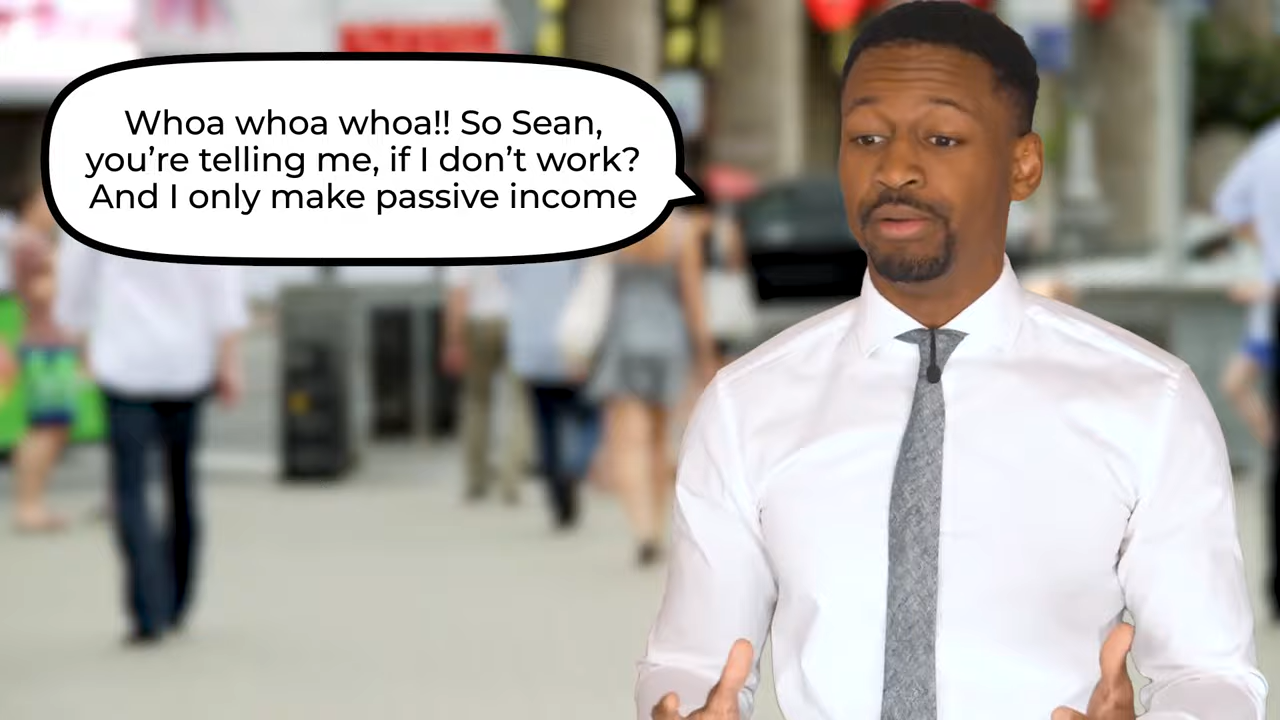 Whoa whoa whoa!! So Sean,
you’re telling me, if I don’t work?
And I only make passive income